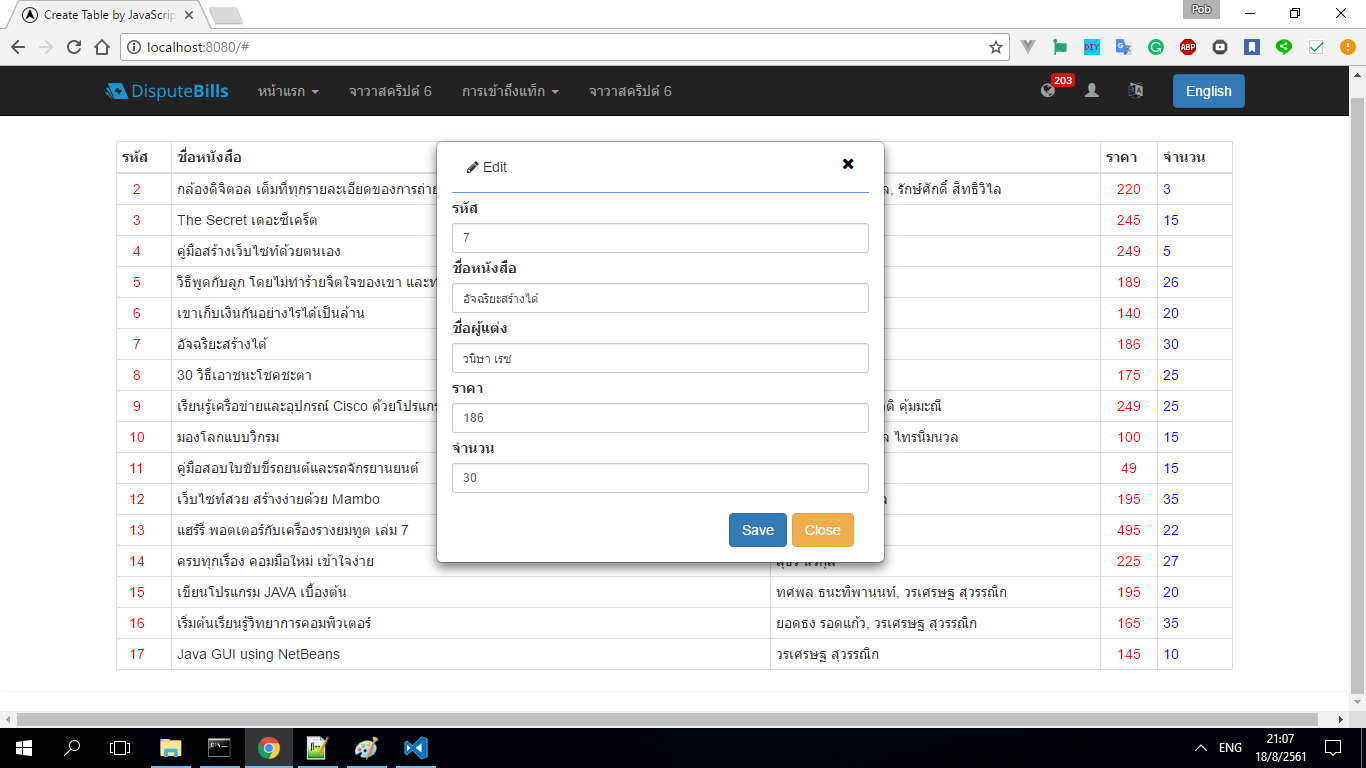 Create Table by JavaScrip
Pob
localhost:8080/#
DisputeBills
หน้าแรก
จาวาสคริปต์ 6
การเข้าถึงแท็ก
จาวาสคริปต์ 6
203
English
รหัส ชื่อหนังสือ ราคา จำนวน
2 กล้องดิจิตอล เต็มที่ทุกรายละเอียดของการถ่าย รักษ์ศักดิ์ สิทธิวิไล 220 3
3 The Secret เดอะซีเคร็ต 245 15
4 คู่มือสร้างเว็บไซท์ด้วยตนเอง 249 5
5 วิธีพูดกับลูก โดยไม่ทำร้ายจิตใจของเขา 189 26
6 เขาเก็บเงินกันอย่างไรได้เป็นล้าน 140 20
7 อัจฉริยะสร้างได้ 186 30
8 30 วิธีเอาชนะโชคชะตา 175 25
9 เรียนรู้เครือข่ายและอุปกรณ์ Cisco ด้วยโปรแกร คุ้มมะณี 249 25
10 มองโลกแบบวิกรม ไทรนิ่มนวล 100 15
11 คู่มือสอบใบขับขี่รถยนต์และรถจักรยานยนต์ 49 15
12 เว็บไซท์สวย สร้างง่ายด้วย Mambo 195 35
13 แฮร์รี่ พอตเตอร์กับเครื่องรางยมทูต เล่ม 7 495 22
14 ครบทุกเรื่อง คอมมือใหม่ เข้าใจง่าย 225 27
15 เขียนโปรแกรม JAVA เบื้องต้น ทศพล ธนะทิพานนท์, วรเศรษฐ สุวรรณิก 195 20
16 เริ่มต้นเรียนรู้วิทยาการคอมพิวเตอร์ ยอดธง รอดแก้ว, วรเศรษฐ สุวรรณิก 165 35
17 Java GUI using NetBeans วรเศรษฐ สุวรรณิก 145 10
Edit
รหัส
7
ชื่อหนังสือ
อัจฉริยะสร้างได้
ชื่อผู้แต่ง
วนิษา เรซ
ราคา
186
จำนวน
30
Save Close
ENG
21:07
18/8/2561